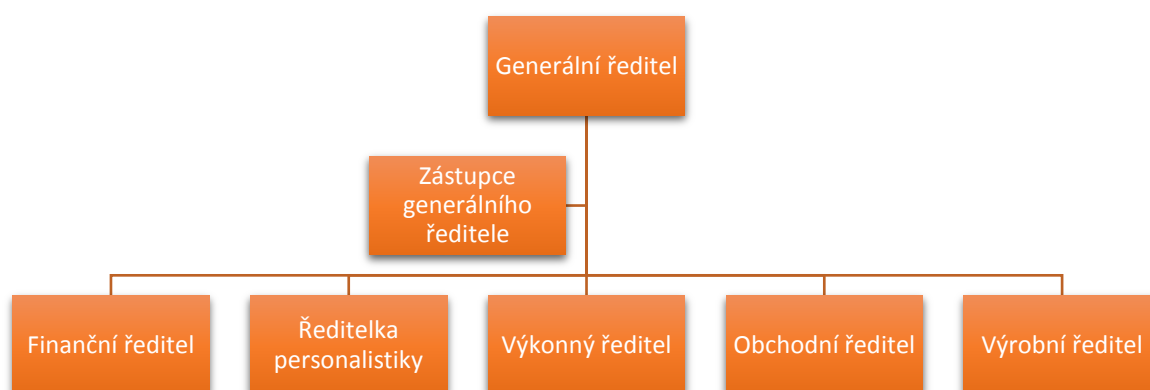 Generální ředitel
Zástupce
generálního
ředitele
Finanční ředitel
Ředitelka
personalistiky
Výkonný ředitel
Obchodní ředitel
Výrobní ředitel